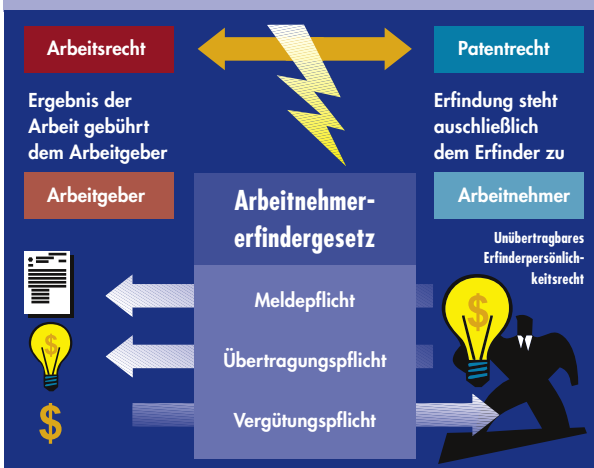 Arbeitsrecht
Patentrecht
Ergebnis der
Arbeit gebührt
dem Arbeitgeber
Erfindung steht
auschließlich
dem Erfinder zu
Arbeitgeber
Arbeitnehmer-
erfindergesetz
Arbeitnehmer
Unübertragbares
Erfinderpersönlich-
keitsrecht
Meldepflicht
$
Übertragungspflicht
$
Vergütungspflicht
$